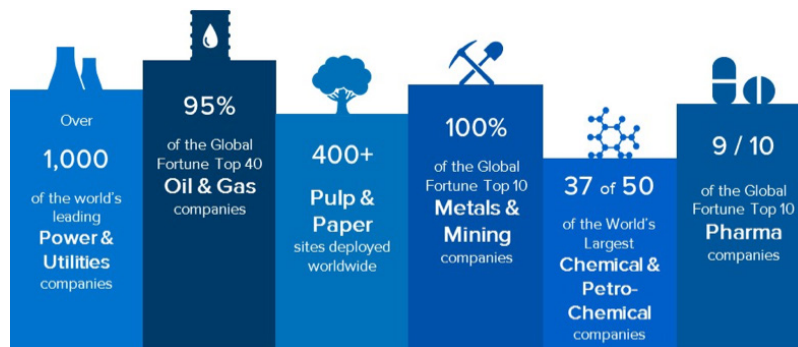 Over
1,000
of the world's
leading
Power &
Utilities
companies
95%
of the Global
Fortune Top 40
Oil & Gas
companies
400+
Pulp &
Paper
sites deployed
worldwide
100%
of the Global
Fortune Top 10
Metals &
Mining
companies
37 of 50
of the World's
Largest
Chemical &
Petro-
Chemical
companies
9 / 10
of the Global
Fortune Top 10
Pharma
companies